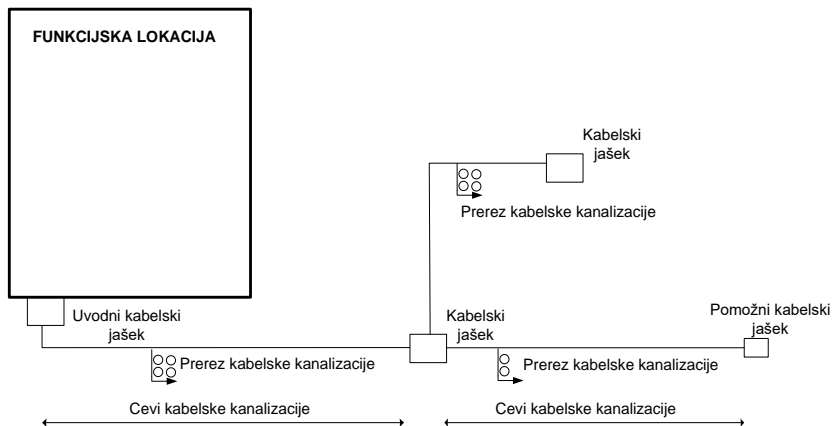 FUNKCIJSKA LOKACIJA
Kabelski
jašek
Prerez kabelske kanalizacije
Uvodni kabelski
jašek
Kabelski
jašek
Pomožni kabelski
jašek
Prerez kabelske kanalizacije
Prerez kabelske kanalizacije
Cevi kabelske kanalizacije
Cevi kabelske kanalizacije